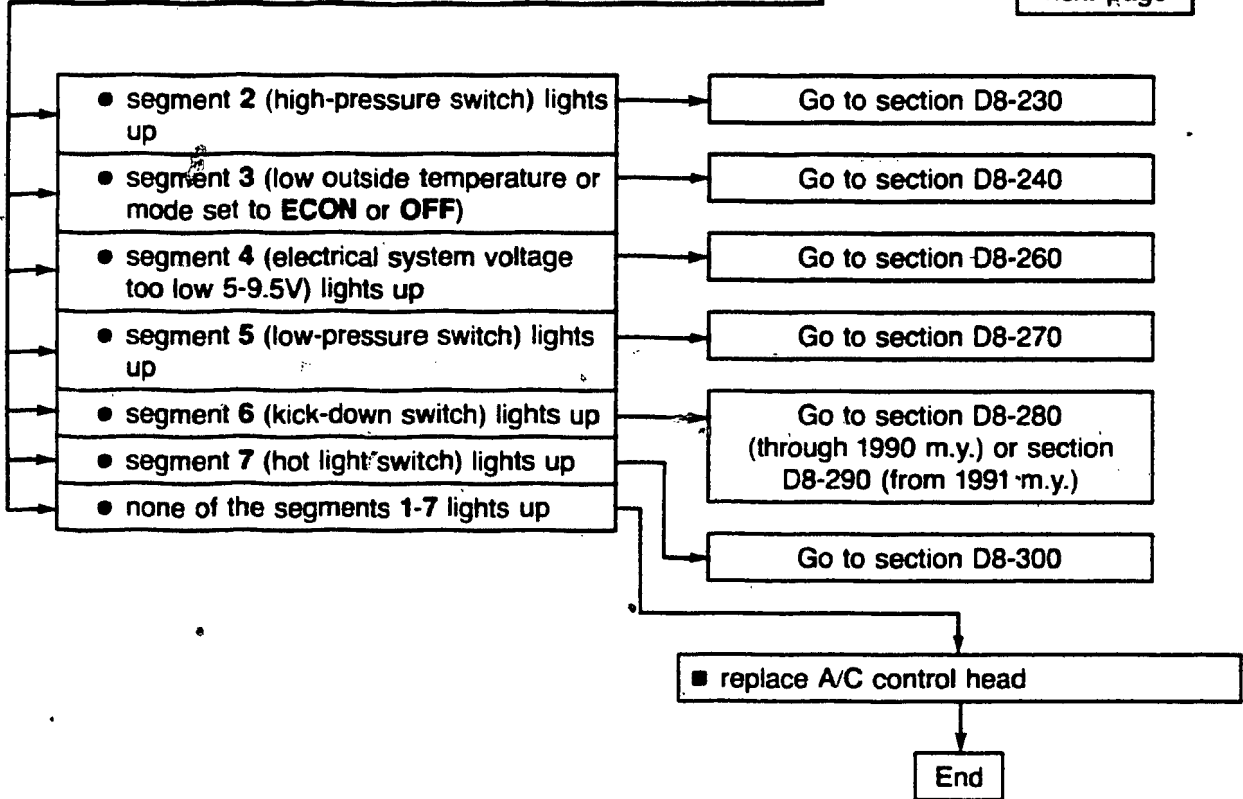 page
● segment 2 (high-pressure switch) lights
up
Go to section D8-230
● segment 3 (low outside temperature or
mode set to ECON or OFF)
Go to section D8-240
● segment 4 (electrical system voltage
too low 5-9.5V) lights up
Go to section D8-260
● segment 5 (low-pressure switch) lights
up
Go to section D8-270
● segment 6 (kick-down switch) lights up
Go to section D8-280
(through 1990 m.y.) or section
D8-290 (from 1991 m.y.)
● segment 7 (hot light switch) lights up
Go to section D8-300
● none of the segments 1-7 lights up
■ replace A/C control head
End